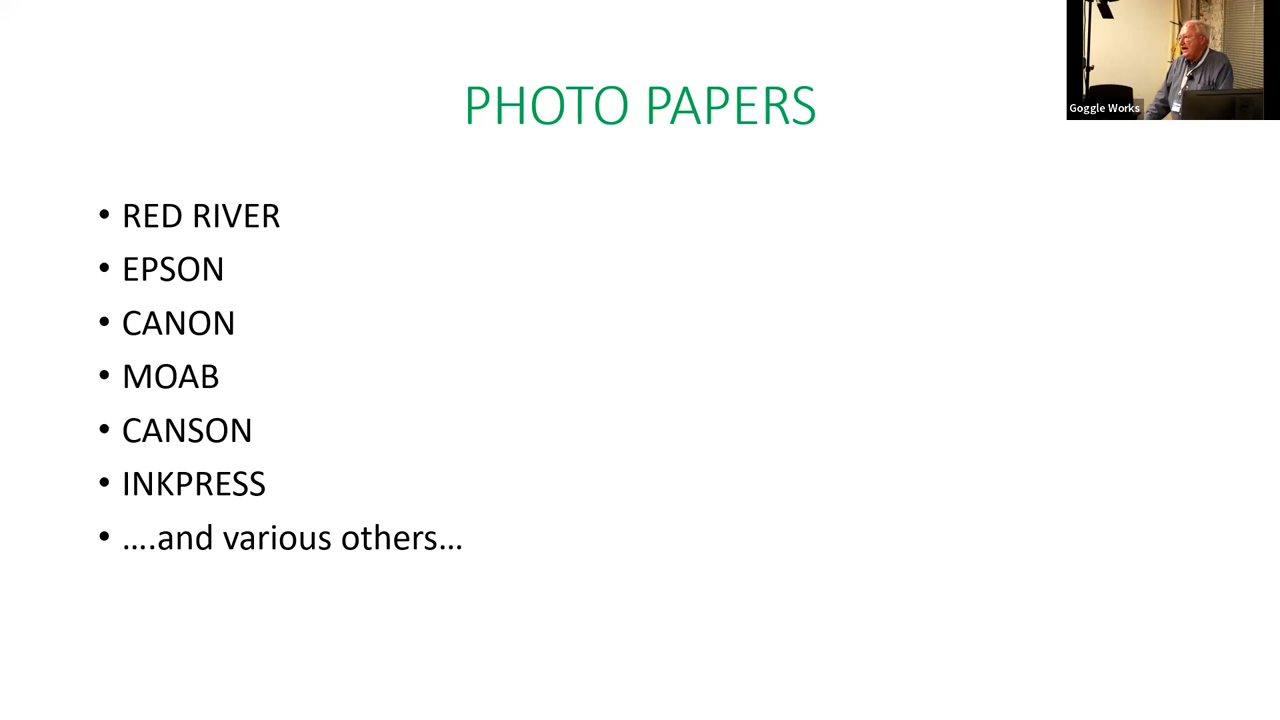 PHOTO PAPERS
• RED RIVER
• EPSON
• CANON
• MOAB
• CANSON
• INKPRESS
• ....and various others...
Goggle Works